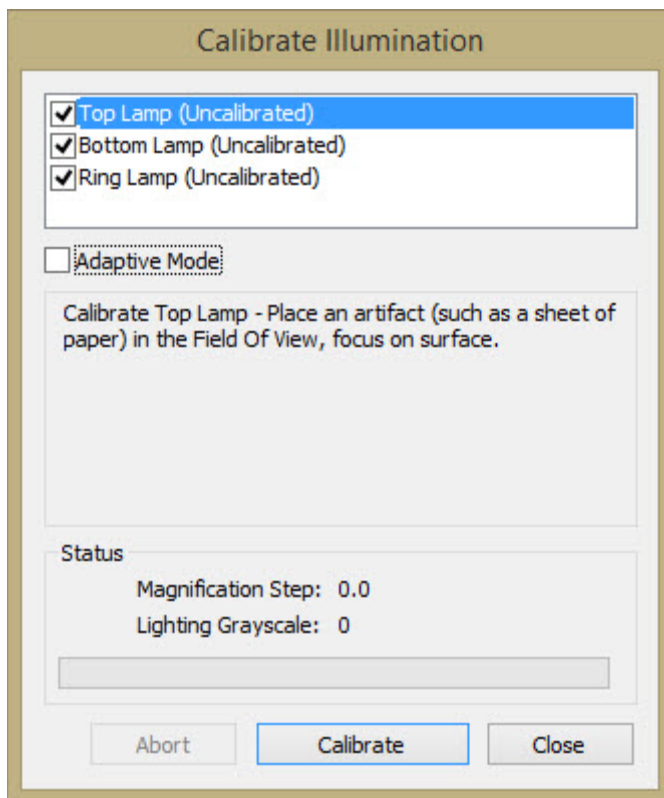 Calibrate Illumination
Top Lamp (Uncalibrated)
Bottom Lamp (Uncalibrated)
Ring Lamp (Uncalibrated)
Adaptive Mode
Calibrate Top Lamp - Place an artifact (such as a sheet of
paper) in the Field Of View, focus on surface.
Status
Magnification Step: 0.0
Lighting Grayscale: 0
Abort Calibrate Close